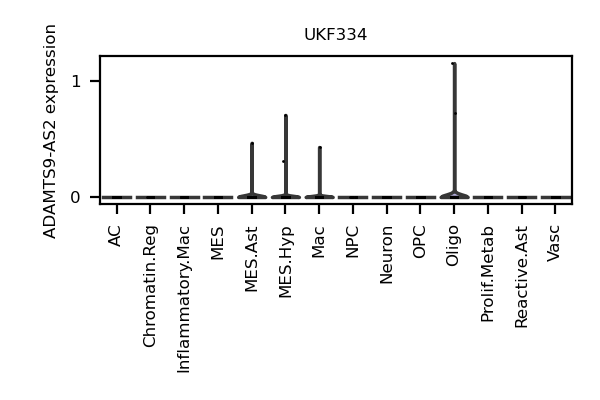 UKF334
ADAMTS9-AS2 expression
1
0
AC
Chromatin.Reg
Inflammatory.Mac
MES
MES.Ast
MES.Hyp
Mac
NPC
Neuron
OPC
Oligo
Prolif.Metab
Reactive.Ast
Vasc